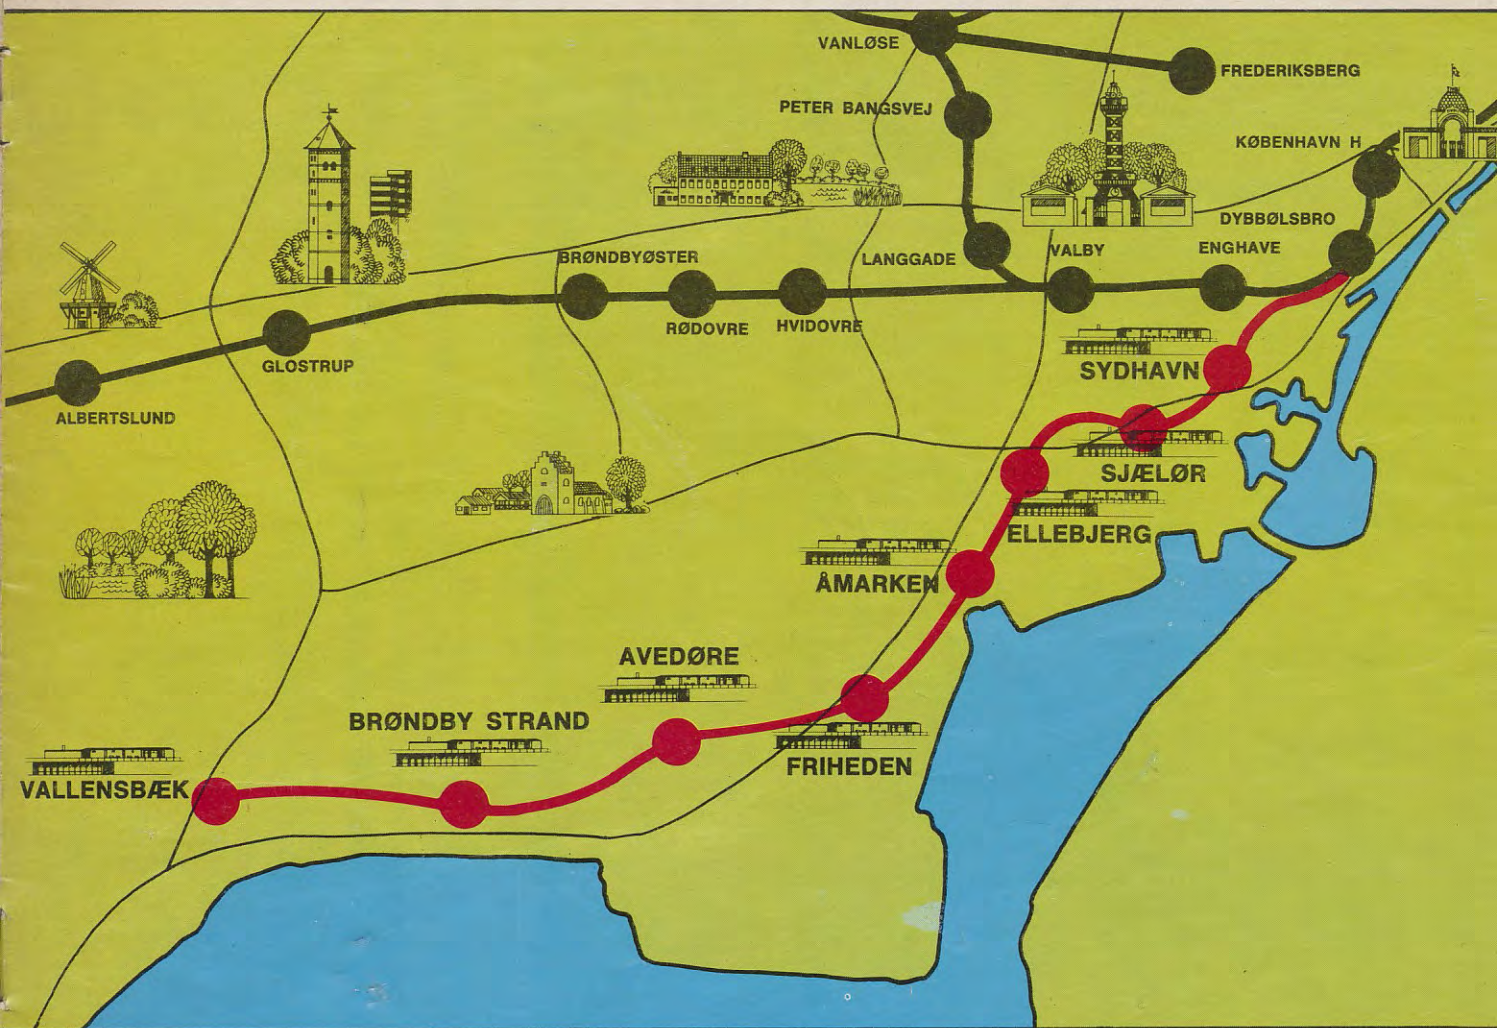 VANLØSE
FREDERIKSBERG
PETER BANGSVEJ
KØBENHAVN H
DYBBØLSBRO
BRØNDBYØSTER
LANGGADE
VALBY
ENGHAVE
RØDOVRE
HVIDOVRE
GLOSTRUP
SYDHAVN
ALBERTSLUND
SJÆLØR
ELLEBJERG
ÅMARKEN
AVEDØRE
BRØNDBY STRAND
FRIHEDEN
VALLENSBÆK